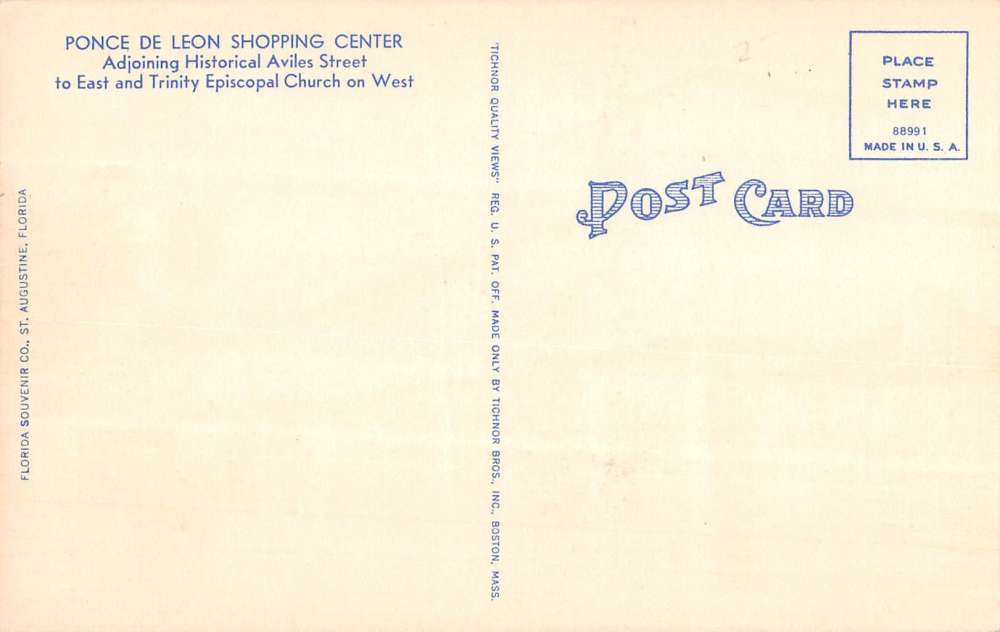 PONCE DE LEON SHOPPING CENTER
Adjoining Historical Aviles Street
to East and Trinity Episcopal Church on West
FLORIDA SOUVENIR CO., ST. AUGUSTINE, FLORIDA
"TICHNOR QUALITY VIEWS" REG. U. S. PAT. OFF. MADE ONLY BY TICHNOR BROS., INC., BOSTON, MASS.
POST CARD
PLACE
STAMP
HERE
88991
MADE IN U. S. A.